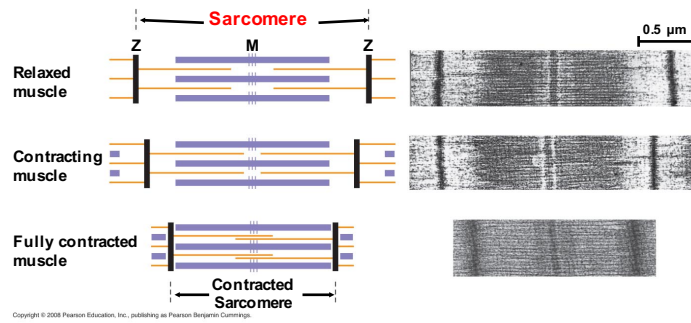 Sarcomere
0.5 µm
Z M Z
Relaxed
muscle
Contracting
muscle
Fully contracted
muscle
Contracted
Sarcomere
Copyright © 2008 Pearson Education, Inc., publishing as Pearson Benjamin Cummings.